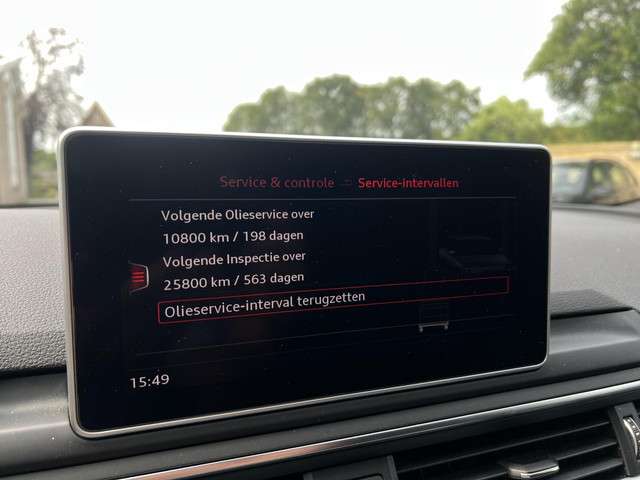 Service & controle Service-intervallen
Volgende Olieservice over
10800 km / 198 dagen
Volgende Inspectie over
25800 km / 563 dagen
Olieservice-interval terugzetten
15:49